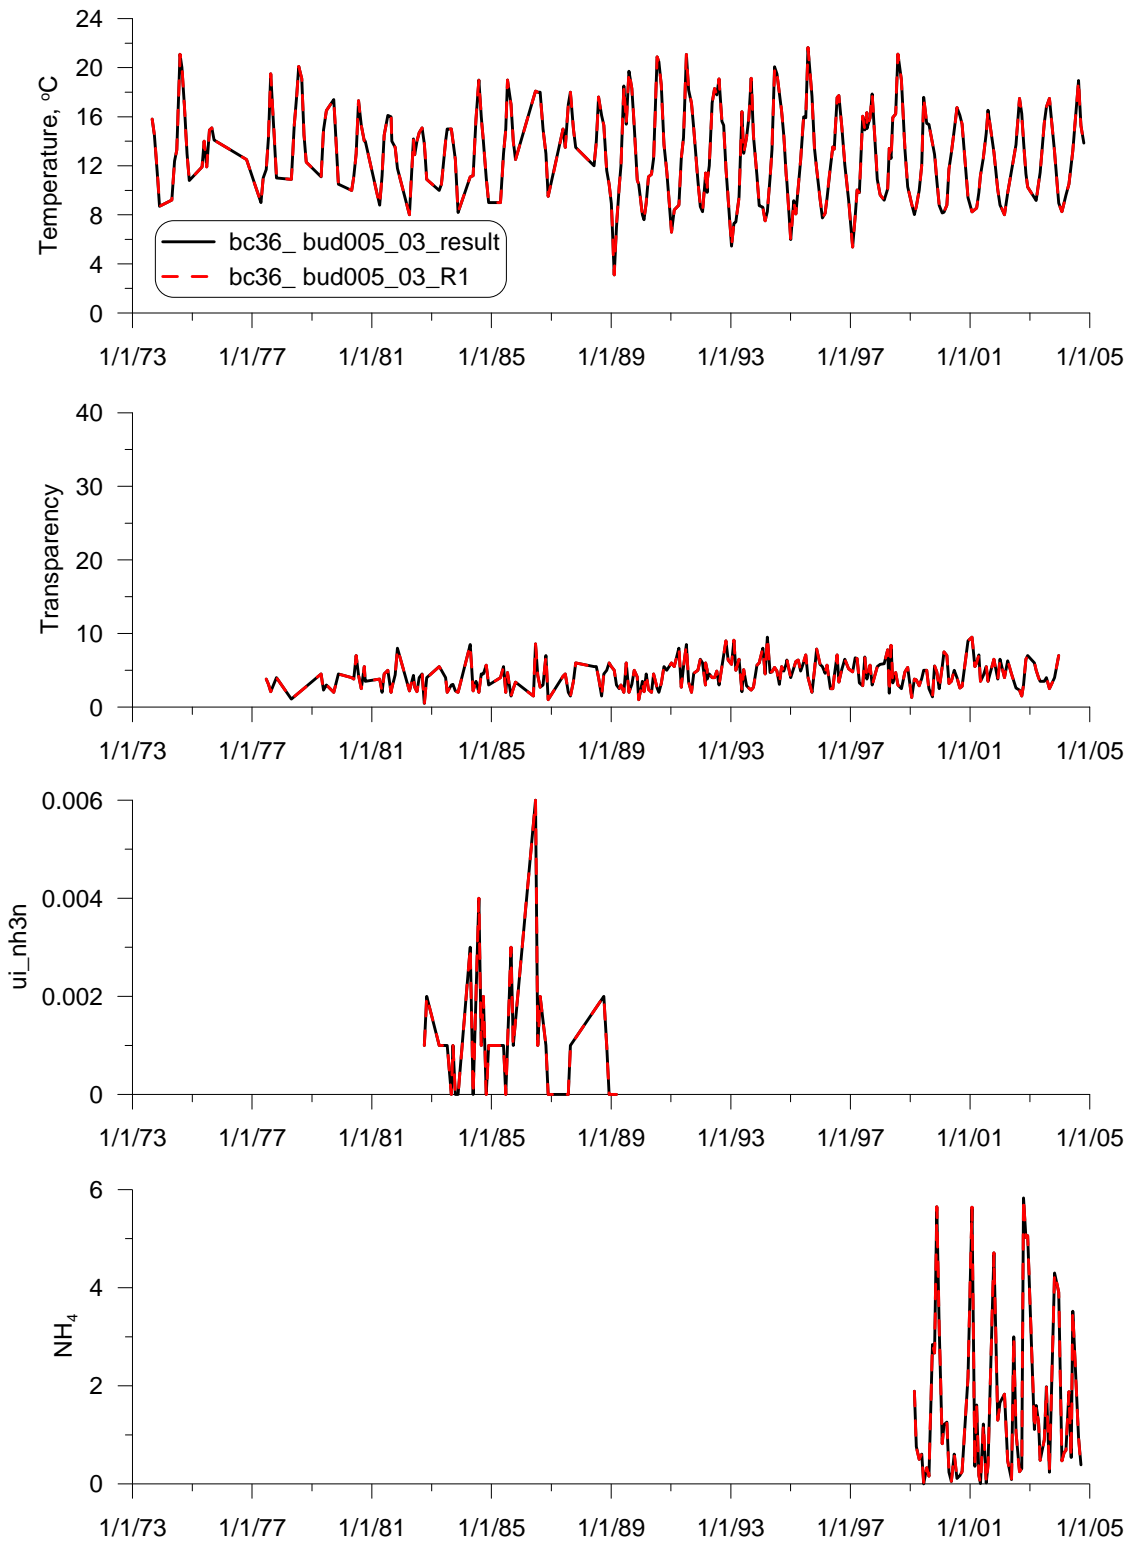 24
20
16
12
8
4
0
Temperature, ºC
bc36_ bud005_03_result
bc36_ bud005_03_R1
1/1/73 1/1/77 1/1/81 1/1/85 1/1/89 1/1/93 1/1/97 1/1/01 1/1/05
40
30
20
10
0
Transparency
1/1/73 1/1/77 1/1/81 1/1/85 1/1/89 1/1/93 1/1/97 1/1/01 1/1/05
0.006
0.004
0.002
0
ui_nh3n
1/1/73 1/1/77 1/1/81 1/1/85 1/1/89 1/1/93 1/1/97 1/1/01 1/1/05
6
4
2
0
NH₄
1/1/73 1/1/77 1/1/81 1/1/85 1/1/89 1/1/93 1/1/97 1/1/01 1/1/05